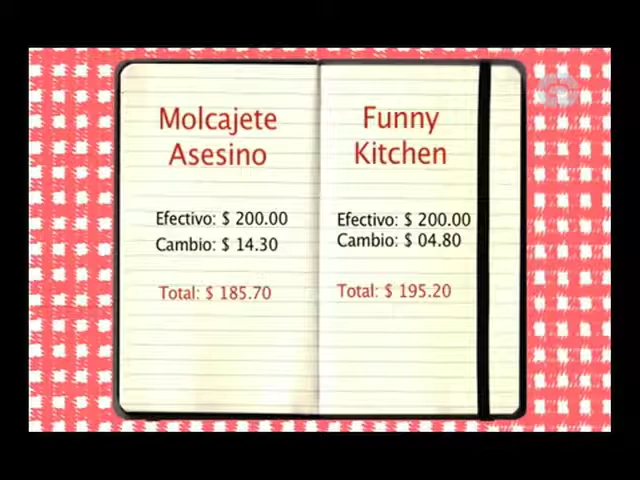 Molcajete
Asesino
Efectivo: $ 200.00
Cambio: $ 14.30
Total: $ 185.70
Funny
Kitchen
Efectivo: $ 200.00
Cambio: $ 04.80
Total: $ 195.20